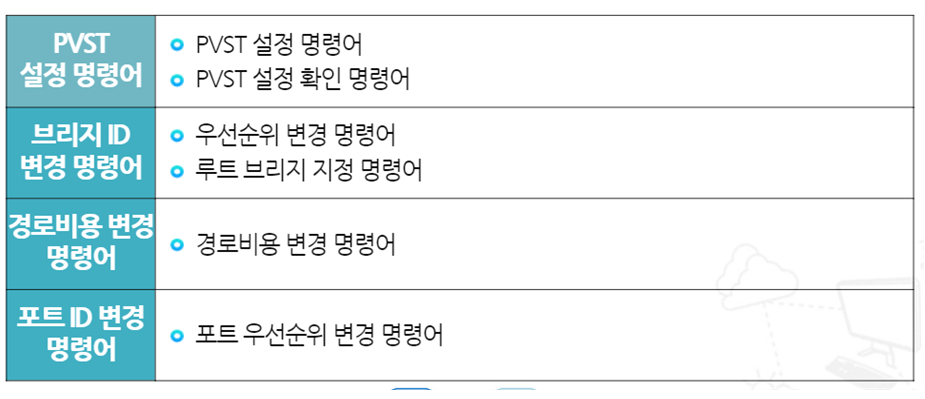 PVST
설정 명령어
PVST 설정 명령어
PVST 설정 확인 명령어
브리지 ID
변경 명령어
우선순위 변경 명령어
루트 브리지 지정 명령어
경로비용 변경
명령어
경로비용 변경 명령어
포트 ID 변경
명령어
포트 우선순위 변경 명령어